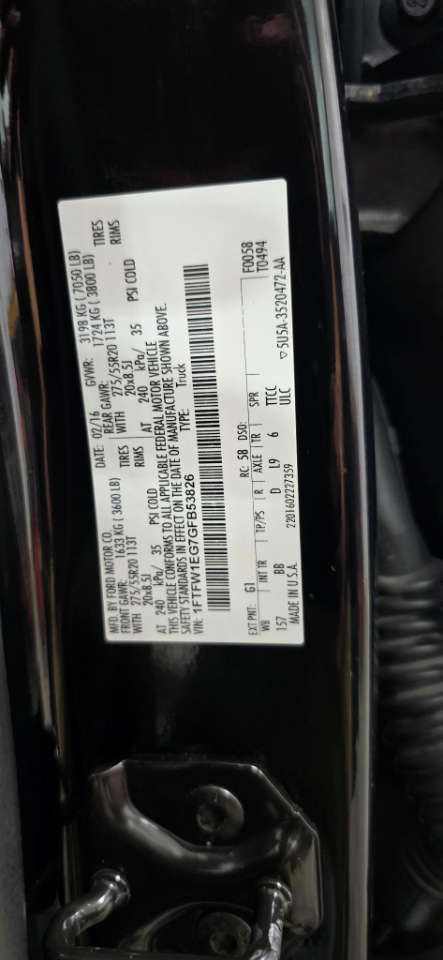 MFD. BY FORD MOTOR CO. DATE: 02/16 GVWR: 3198 KG ( 7050 LB)
FRONT GAWR: 1633 KG ( 3600 LB) REAR GAWR: 1724 KG ( 3800 LB)
WITH 275/55R20 113T TIRES WITH 275/55R20 113T TIRES
20x8.5J RIMS 20x8.5J RIMS
AT 240 kPa/ 35 PSI COLD AT 240 kPa/ 35 PSI COLD
THIS VEHICLE CONFORMS TO ALL APPLICABLE FEDERAL MOTOR VEHICLE
SAFETY STANDARDS IN EFFECT ON THE DATE OF MANUFACTURE SHOWN ABOVE.
VIN: 1FTFW1EG7GFB53826 TYPE: Truck
F0058
EXT PNT: G1 RC: 58 DSO: T0494
WB INT TR TP/PS R AXLE TR SPR
157 BB D L9 6 TTCC
ULC
MADE IN U.S.A. 2201602227359 ▽5U5A-3520472-AA